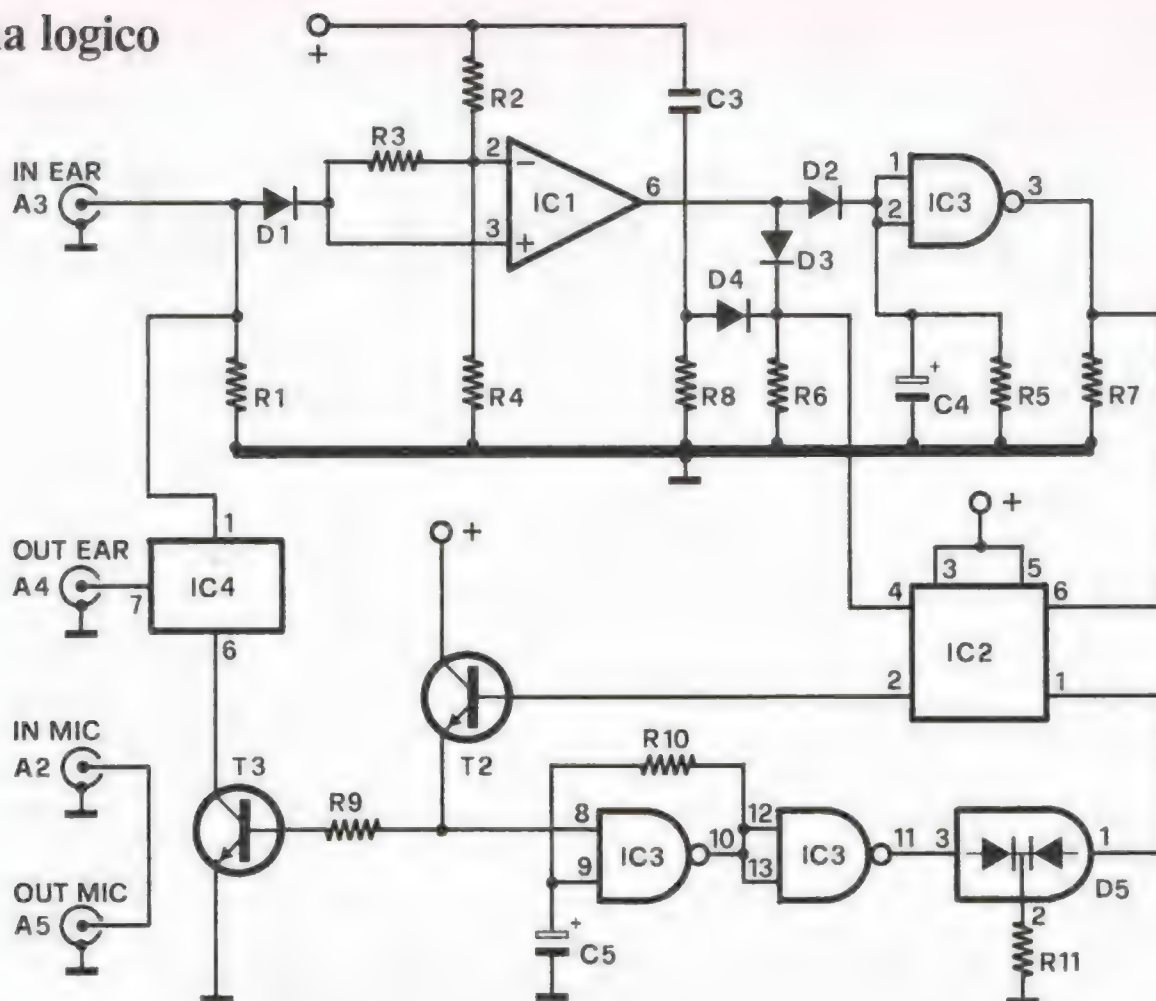 a logico
+
R2
C3
R3
IN EAR
A3
D1
2
-
3
+
IC1
6
D2
1
2
IC3
3
D3
D4
R1
R4
R8
R6
C4
+
R5
R7
+
+
1
OUT EAR
A4
7
IC4
6
3
5
4
6
IC2
2
1
IN MIC
A2
T3
T2
R10
R9
8
9
IC3
10
12
13
IC3
11
3
1
D5
2
OUT MIC
A5
+
C5
R11